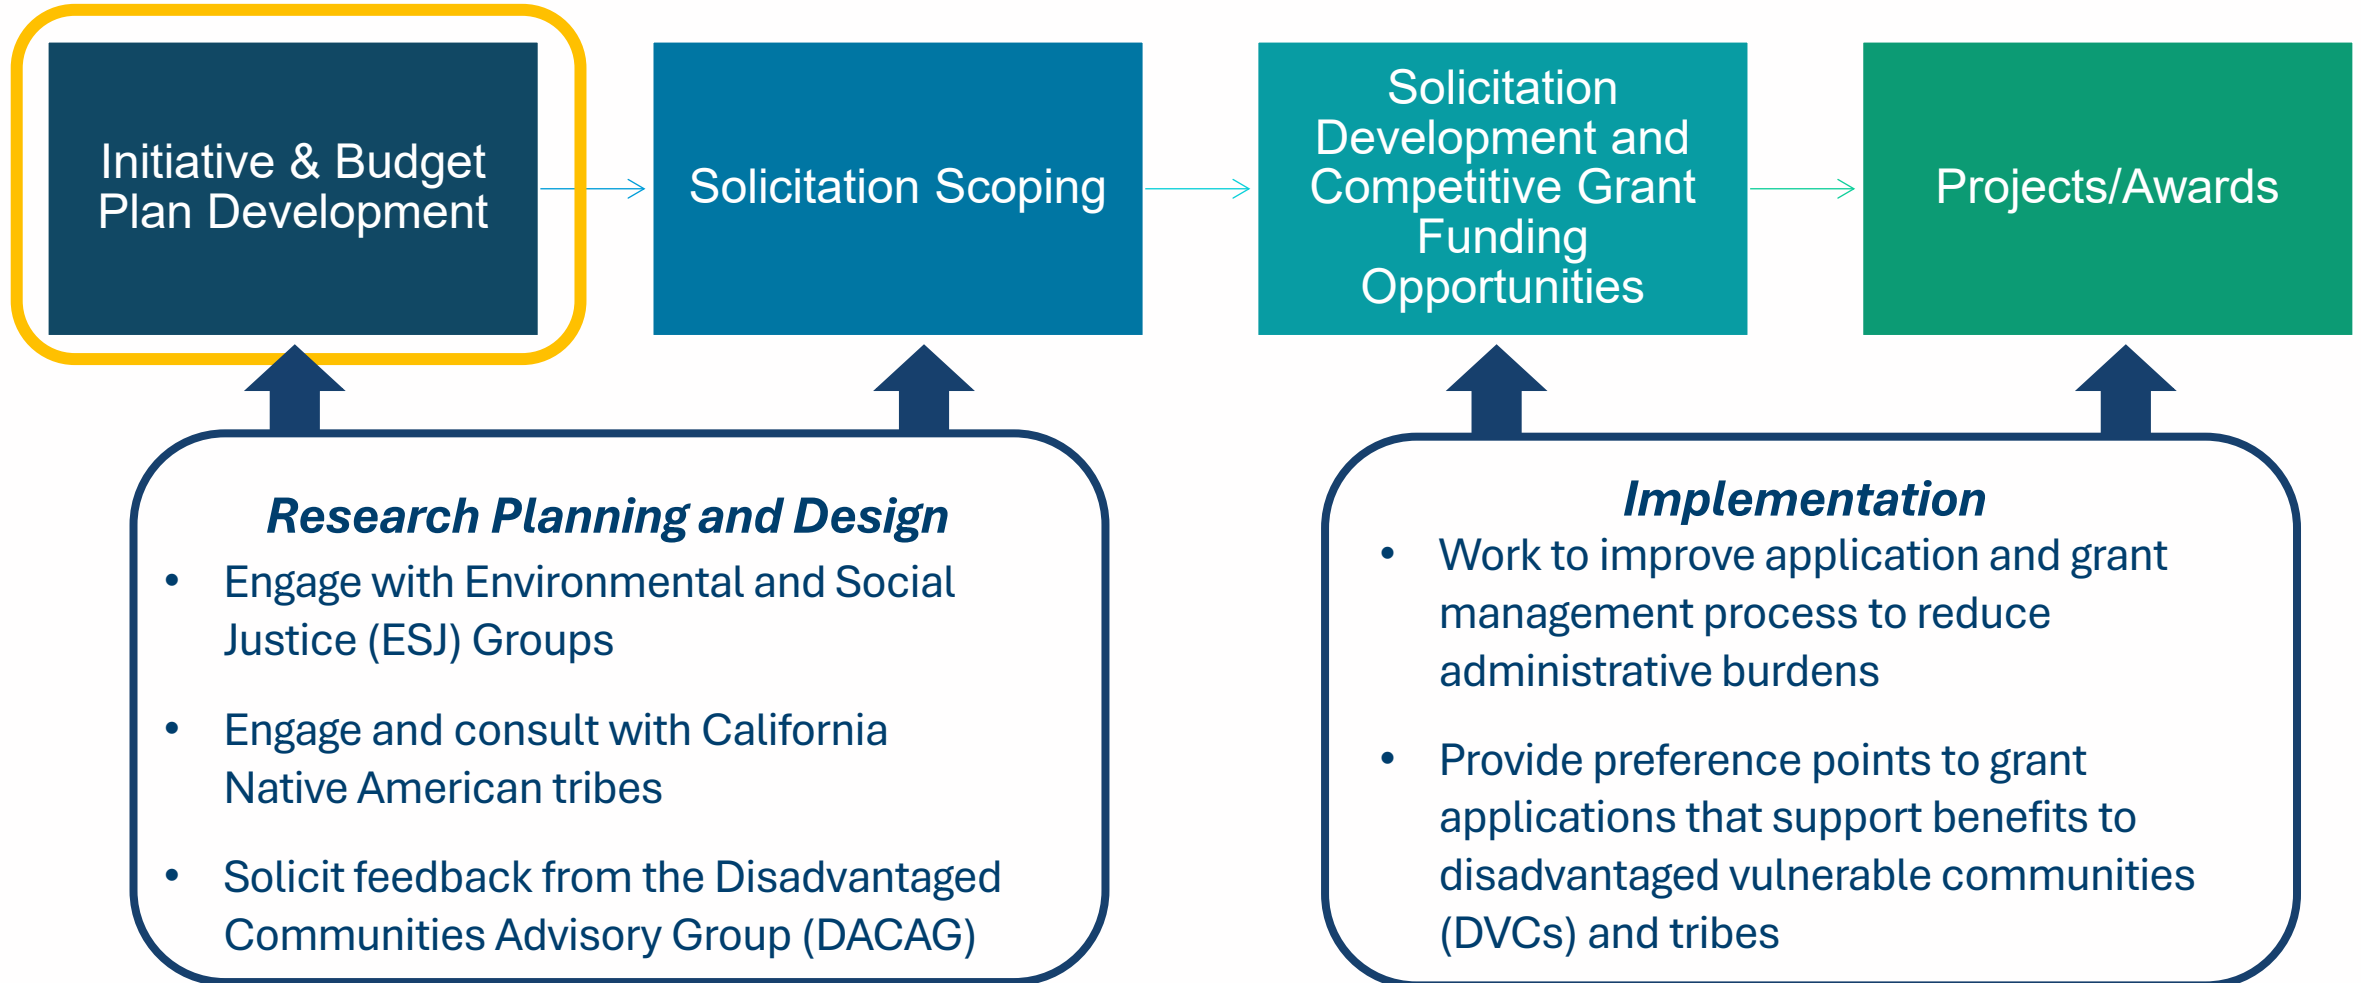 Initiative & Budget
Plan Development
Solicitation Scoping
Solicitation
Development and
Competitive Grant
Funding
Opportunities
Projects/Awards
Research Planning and Design
• Engage with Environmental and Social
Justice (ESJ) Groups
• Engage and consult with California
Native American tribes
• Solicit feedback from the Disadvantaged
Communities Advisory Group (DACAG)
Implementation
• Work to improve application and grant
management process to reduce
administrative burdens
• Provide preference points to grant
applications that support benefits to
disadvantaged vulnerable communities
(DVCs) and tribes